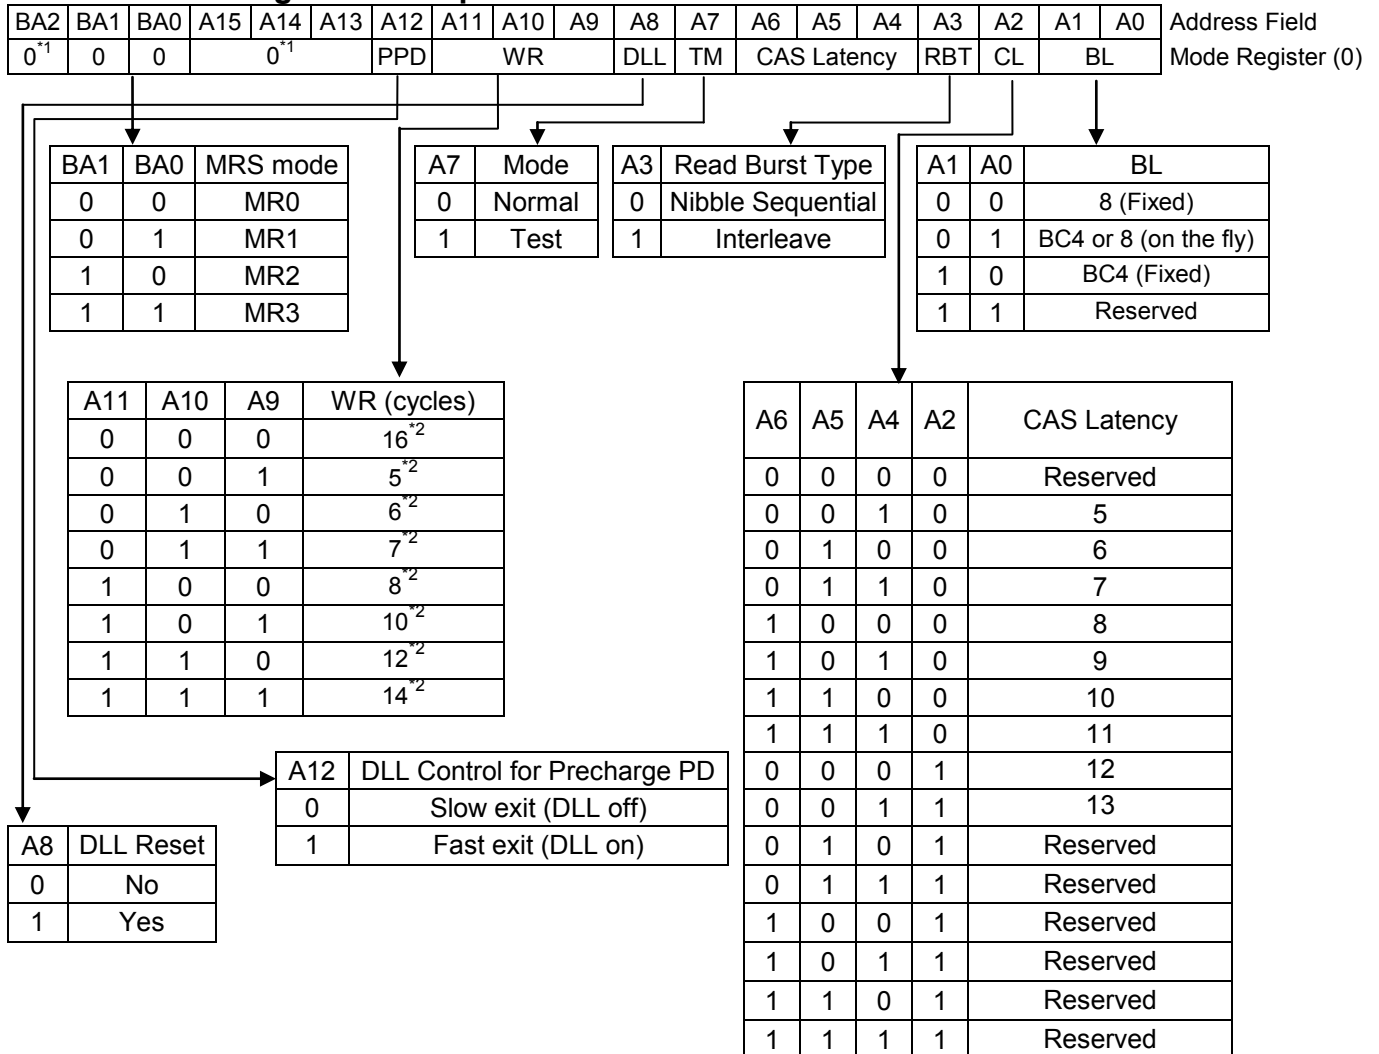 BA2 BA1 BA0 A15 A14 A13 A12 A11 A10 A9 A8 A7 A6 A5 A4 A3 A2 A1 A0 Address Field
0*1 0 0 0*1 PPD WR DLL TM CAS Latency RBT CL BL Mode Register (0)
BA1 BA0 MRS mode
0 0 MR0
0 1 MR1
1 0 MR2
1 1 MR3
A7 Mode
0 Normal
1 Test
A3 Read Burst Type
0 Nibble Sequential
1 Interleave
A1 A0 BL
0 0 8 (Fixed)
0 1 BC4 or 8 (on the fly)
1 0 BC4 (Fixed)
1 1 Reserved
A11 A10 A9 WR (cycles)
0 0 0 16*2
0 0 1 5*2
0 1 0 6*2
0 1 1 7*2
1 0 0 8*2
1 0 1 10*2
1 1 0 12*2
1 1 1 14*2
A6 A5 A4 A2 CAS Latency
0 0 0 0 Reserved
0 0 1 0 5
0 1 0 0 6
0 1 1 0 7
1 0 0 0 8
1 0 1 0 9
1 1 0 0 10
1 1 1 0 11
0 0 0 1 12
0 0 1 1 13
0 1 0 1 Reserved
0 1 1 1 Reserved
1 0 0 1 Reserved
1 0 1 1 Reserved
1 1 0 1 Reserved
1 1 1 1 Reserved
A12 DLL Control for Precharge PD
0 Slow exit (DLL off)
1 Fast exit (DLL on)
A8 DLL Reset
0 No
1 Yes